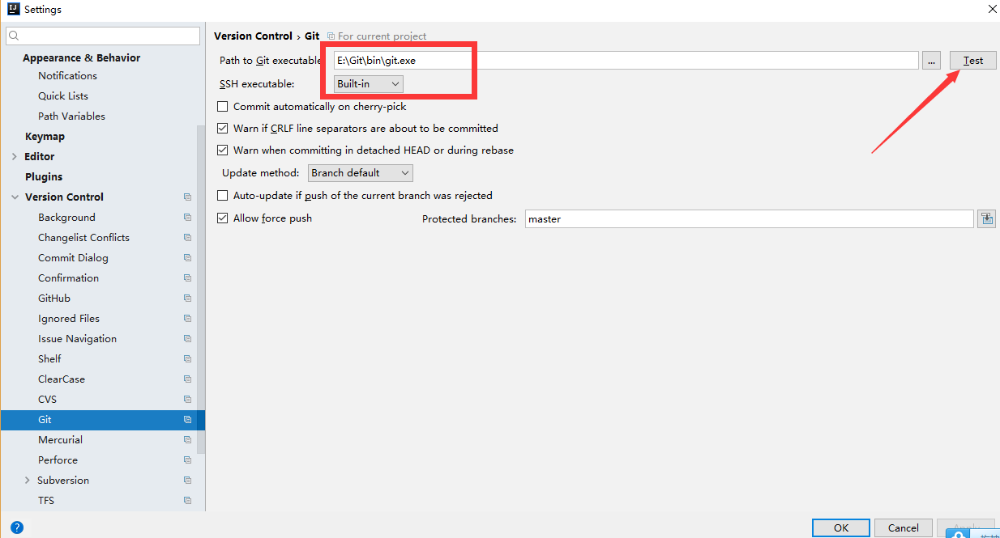 IJ Settings
Version Control › Git For current project
Appearance & Behavior
Notifications
Quick Lists
Path Variables
Keymap
Editor
Plugins
Version Control
Background
Changelist Conflicts
Commit Dialog
Confirmation
GitHub
Ignored Files
Issue Navigation
Shelf
ClearCase
CVS
Git
Mercurial
Perforce
Subversion
TFS
Path to Git executable E:\Git\bin\git.exe ... Test
SSH executable: Built-in
Commit automatically on cherry-pick
Warn if CRLF line separators are about to be committed
Warn when committing in detached HEAD or during rebase
Update method: Branch default
Auto-update if push of the current branch was rejected
Allow force push Protected branches: master
? OK Cancel Apply